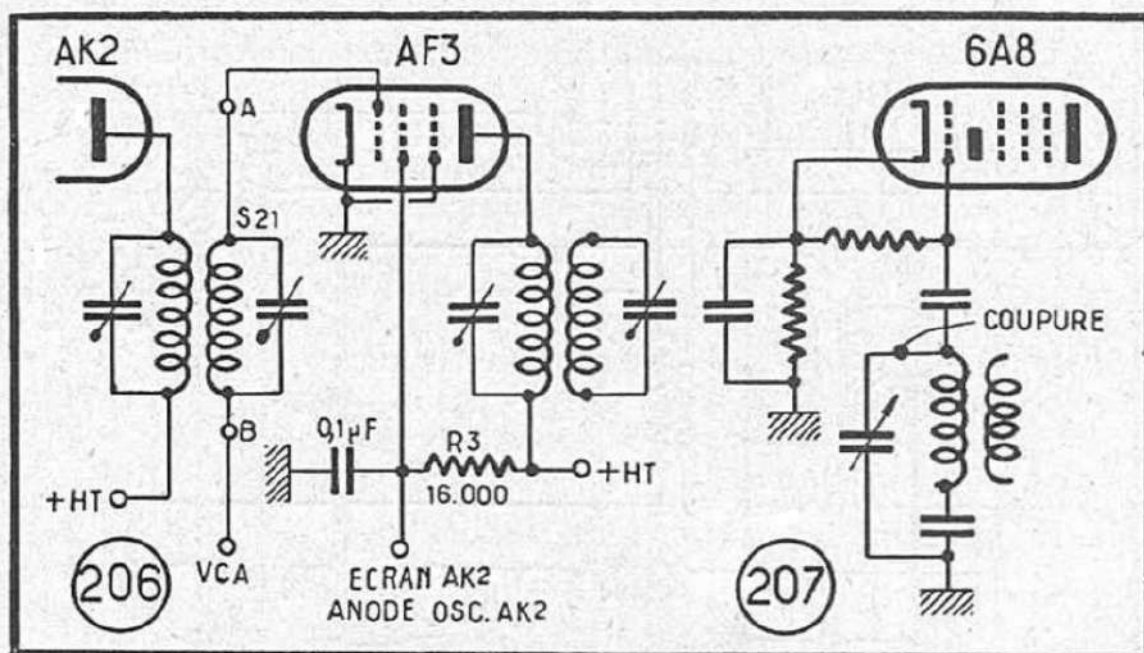 AK2
AF3
6A8
A
S21
COUPURE
B
0,1µF
R3
16.000
+HT
+HT
VCA
ECRAN AK2
ANODE OSC. AK2
206
207